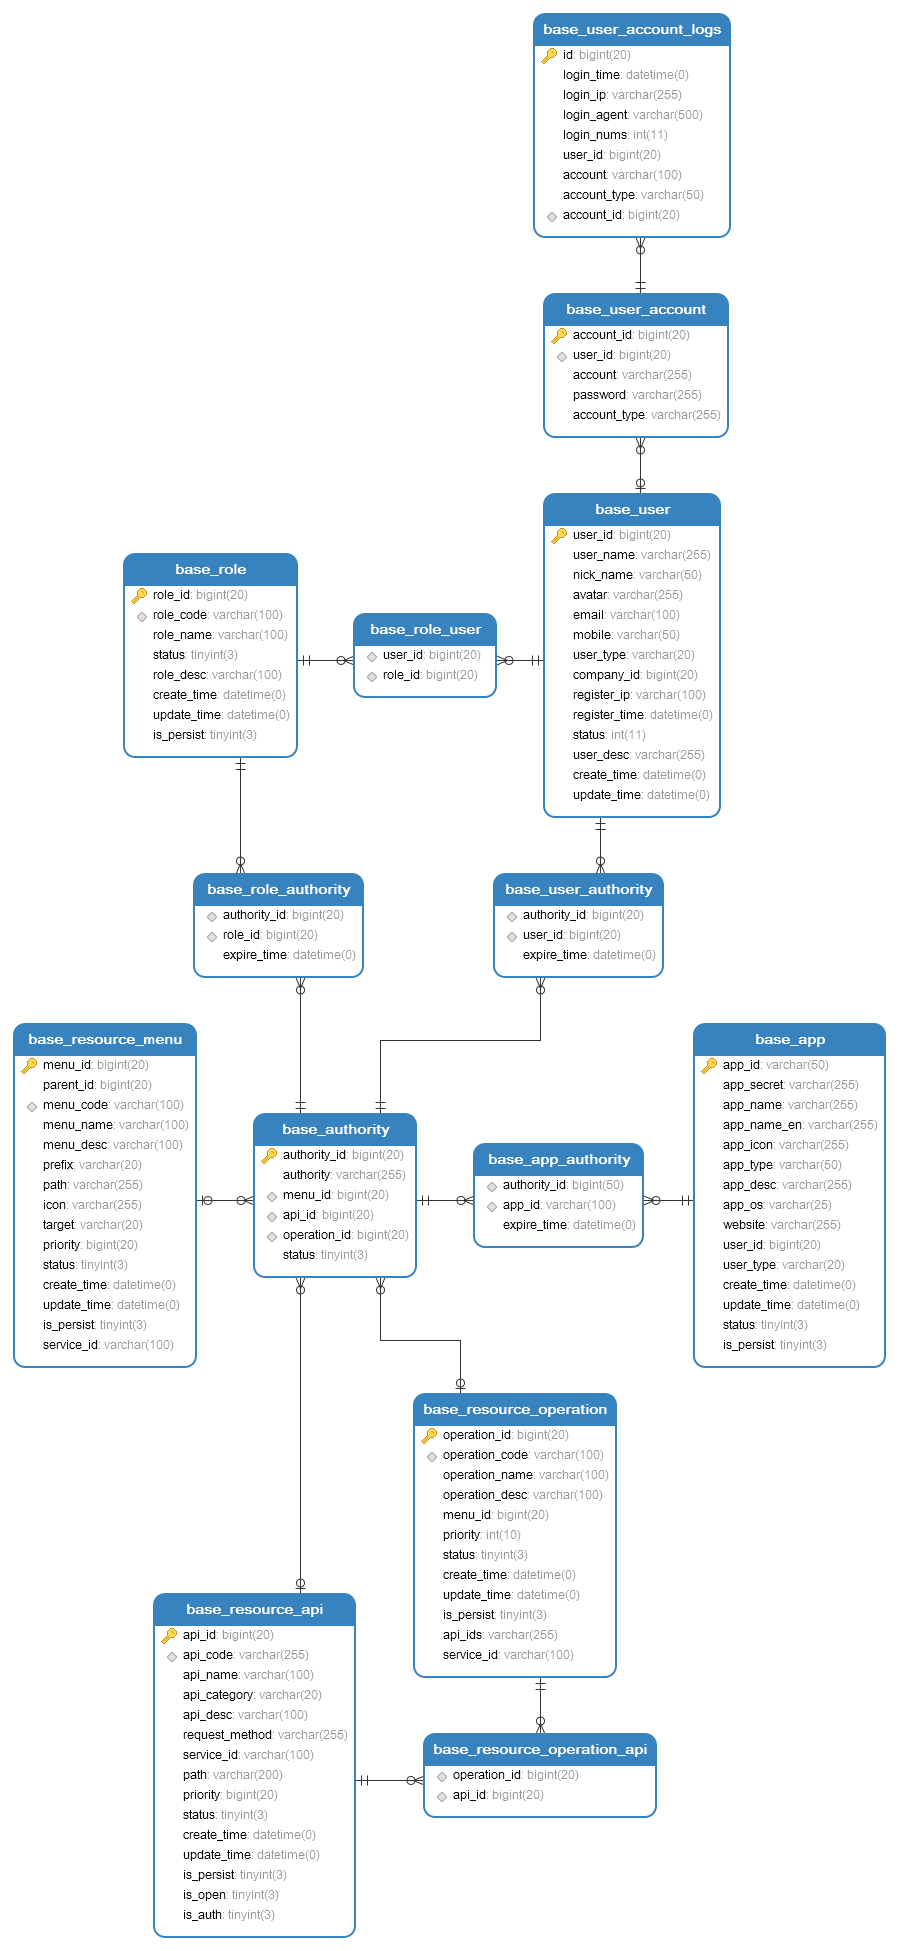 base_user_account_logs
id: bigint(20)
login_time: datetime(0)
login_ip: varchar(255)
login_agent: varchar(500)
login_nums: int(11)
user_id: bigint(20)
account: varchar(100)
account_type: varchar(50)
account_id: bigint(20)
base_user_account
account_id: bigint(20)
user_id: bigint(20)
account: varchar(255)
password: varchar(255)
account_type: varchar(255)
base_user
user_id: bigint(20)
user_name: varchar(255)
nick_name: varchar(50)
avatar: varchar(255)
email: varchar(100)
mobile: varchar(50)
user_type: varchar(20)
company_id: bigint(20)
register_ip: varchar(100)
register_time: datetime(0)
status: int(11)
user_desc: varchar(255)
create_time: datetime(0)
update_time: datetime(0)
base_role
role_id: bigint(20)
role_code: varchar(100)
role_name: varchar(100)
status: tinyint(3)
role_desc: varchar(100)
create_time: datetime(0)
update_time: datetime(0)
is_persist: tinyint(3)
base_role_user
user_id: bigint(20)
role_id: bigint(20)
base_role_authority
authority_id: bigint(20)
role_id: bigint(20)
expire_time: datetime(0)
base_user_authority
authority_id: bigint(20)
user_id: bigint(20)
expire_time: datetime(0)
base_resource_menu
menu_id: bigint(20)
parent_id: bigint(20)
menu_code: varchar(100)
menu_name: varchar(100)
menu_desc: varchar(100)
prefix: varchar(20)
path: varchar(255)
icon: varchar(255)
target: varchar(20)
priority: bigint(20)
status: tinyint(3)
create_time: datetime(0)
update_time: datetime(0)
is_persist: tinyint(3)
service_id: varchar(100)
base_authority
authority_id: bigint(20)
authority: varchar(255)
menu_id: bigint(20)
api_id: bigint(20)
operation_id: bigint(20)
status: tinyint(3)
base_app_authority
authority_id: bigint(50)
app_id: varchar(100)
expire_time: datetime(0)
base_app
app_id: varchar(50)
app_secret: varchar(255)
app_name: varchar(255)
app_name_en: varchar(255)
app_icon: varchar(255)
app_type: varchar(50)
app_desc: varchar(255)
app_os: varchar(25)
website: varchar(255)
user_id: bigint(20)
user_type: varchar(20)
create_time: datetime(0)
update_time: datetime(0)
status: tinyint(3)
is_persist: tinyint(3)
base_resource_operation
operation_id: bigint(20)
operation_code: varchar(100)
operation_name: varchar(100)
operation_desc: varchar(100)
menu_id: bigint(20)
priority: int(10)
status: tinyint(3)
create_time: datetime(0)
update_time: datetime(0)
is_persist: tinyint(3)
api_ids: varchar(255)
service_id: varchar(100)
base_resource_api
api_id: bigint(20)
api_code: varchar(255)
api_name: varchar(100)
api_category: varchar(20)
api_desc: varchar(100)
request_method: varchar(255)
service_id: varchar(100)
path: varchar(200)
priority: bigint(20)
status: tinyint(3)
create_time: datetime(0)
update_time: datetime(0)
is_persist: tinyint(3)
is_open: tinyint(3)
is_auth: tinyint(3)
base_resource_operation_api
operation_id: bigint(20)
api_id: bigint(20)